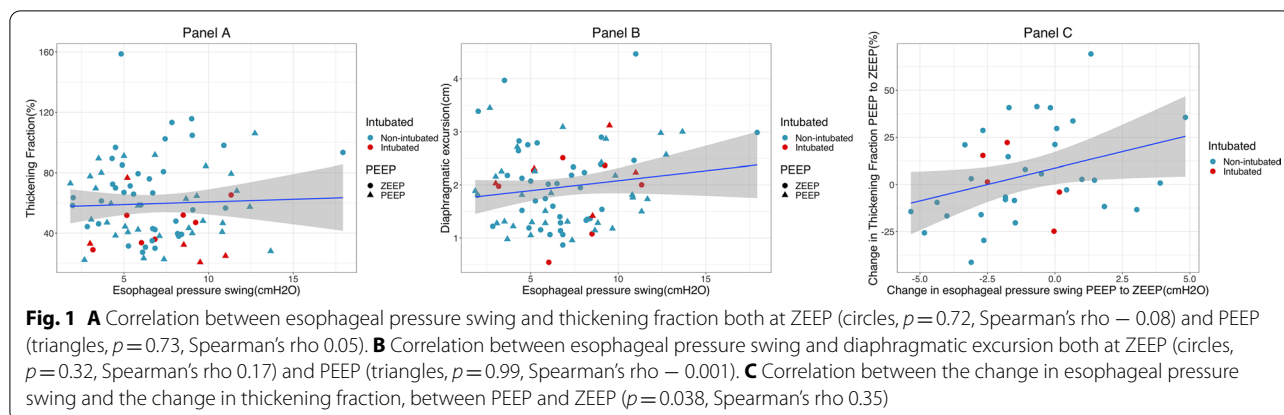 Panel A
Panel B
Panel C
160
120
80
40
Thickening Fraction(%)
5
10
15
Esophageal pressure swing(cmH2O)
Intubated
Non-intubated
Intubated
PEEP
ZEEP
PEEP
4
3
2
1
Diaphragmatic excursion(cm)
5
10
15
Esophageal pressure swing(cmH2O)
Intubated
Non-intubated
Intubated
PEEP
ZEEP
PEEP
75
50
25
0
-25
Change in Thickening Fraction PEEP to ZEEP(%)
-5.0
-2.5
0.0
2.5
5.0
Change in esophageal pressure swing PEEP to ZEEP(cmH2O)
Intubated
Non-intubated
Intubated
Fig. 1 A Correlation between esophageal pressure swing and thickening fraction both at ZEEP (circles, p = 0.72, Spearman's rho − 0.08) and PEEP
(triangles, p = 0.73, Spearman's rho 0.05). B Correlation between esophageal pressure swing and diaphragmatic excursion both at ZEEP (circles,
p = 0.32, Spearman's rho 0.17) and PEEP (triangles, p = 0.99, Spearman's rho − 0.001). C Correlation between the change in esophageal pressure
swing and the change in thickening fraction, between PEEP and ZEEP (p = 0.038, Spearman's rho 0.35)